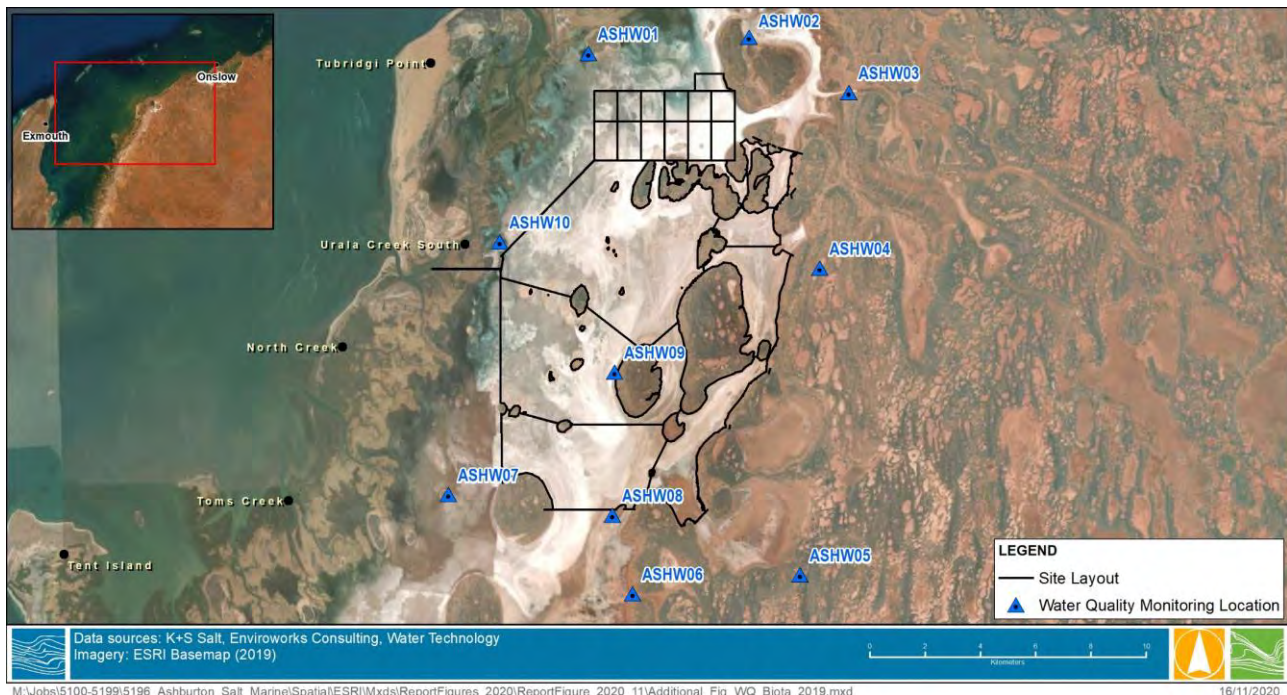 ASHW01
ASHW02
Tubridgi Point
ASHW03
Onslow
Exmouth
ASHW10
Urala Creek South
ASHW04
North Creek
ASHW09
ASHW07
Toms Creek
ASHW08
LEGEND
Site Layout
Water Quality Monitoring Location
Tent Island
ASHW05
ASHW06
Data sources: K+S Salt, Enviroworks Consulting, Water Technology
Imagery: ESRI Basemap (2019)
0 2 4 6 8 10
Kilometers
M:\Jobs\5100-5199\5196_Ashburton_Salt_Marine\Spatial\ESRI\Mxds\ReportFigures_2020\ReportFigure_2020_11\Additional_Fig_WQ_Biota_2019.mxd
16/11/2020